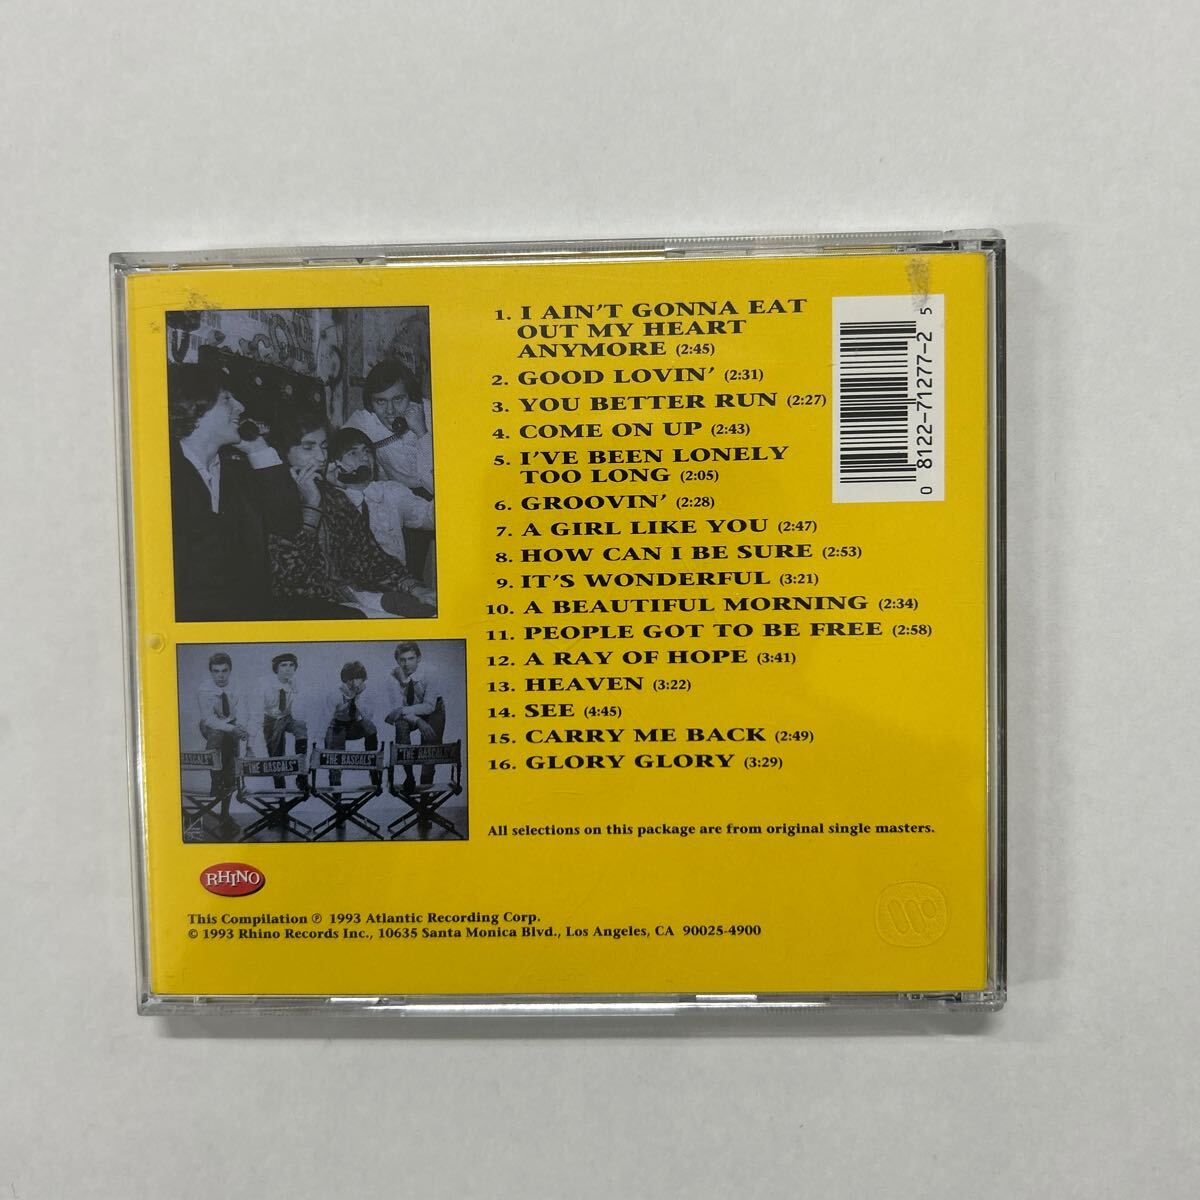 1. I AIN'T GONNA EAT
OUT MY HEART
ANYMORE (2:45)
2. GOOD LOVIN' (2:31)
3. YOU BETTER RUN (2:27)
4. COME ON UP (2:43)
5. I'VE BEEN LONELY
TOO LONG (2:05)
6. GROOVIN' (2:28)
7. A GIRL LIKE YOU (2:47)
8. HOW CAN I BE SURE (2:53)
9. IT'S WONDERFUL (3:21)
10. A BEAUTIFUL MORNING (2:34)
11. PEOPLE GOT TO BE FREE (2:58)
12. A RAY OF HOPE (3:41)
13. HEAVEN (3:22)
14. SEE (4:45)
15. CARRY ME BACK (2:49)
16. GLORY GLORY (3:29)
0 81227-71277-2 5
RASCALS"
"THE RASCALS"
"THE RASCALS"
"THE RASCALS"
All selections on this package are from original single masters.
RHINO
This Compilation ℗ 1993 Atlantic Recording Corp.
© 1993 Rhino Records Inc., 10635 Santa Monica Blvd., Los Angeles, CA 90025-4900